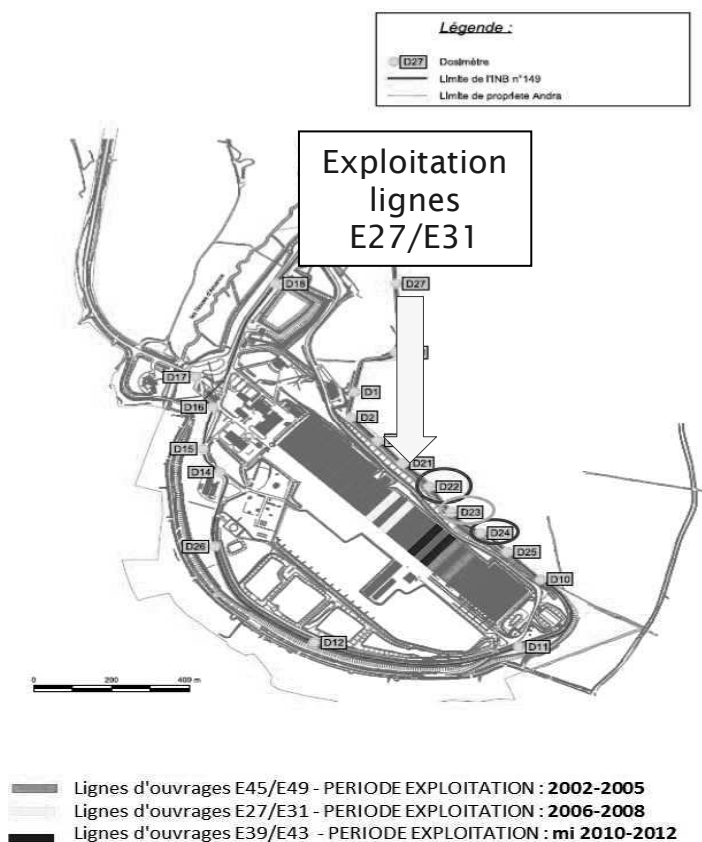 Légende :
D27 Dosimètre
Limite de l'INB n°149
Limite de propriete Andra
Exploitation
lignes
E27/E31
D18
D27
D17
D1
D16
D2
D15
D21
D14
D22
D23
D24
D26
D25
D10
D12
D11
0 200 400 m
Lignes d'ouvrages E45/E49 - PERIODE EXPLOITATION : 2002-2005
Lignes d'ouvrages E27/E31 - PERIODE EXPLOITATION : 2006-2008
Lignes d'ouvrages E39/E43 - PERIODE EXPLOITATION : mi 2010-2012